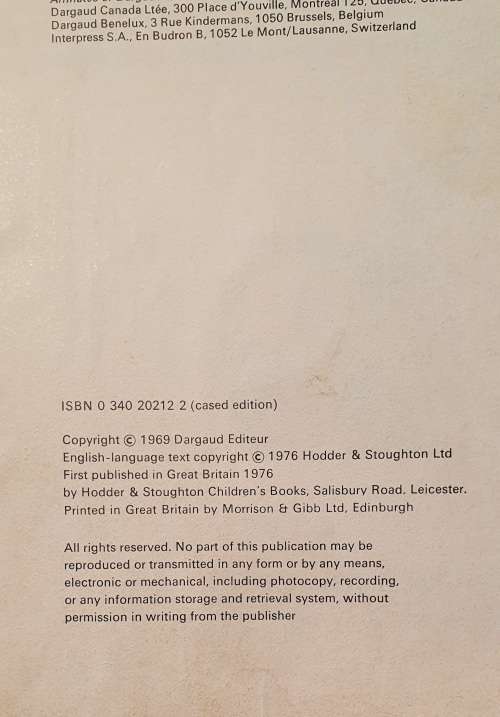 Dargaud Canada Ltée, 300 Place d'Youville, Montreal 125, Quebec, Canada
Dargaud Benelux, 3 Rue Kindermans, 1050 Brussels, Belgium
Interpress S.A., En Budron B, 1052 Le Mont/Lausanne, Switzerland
ISBN 0 340 20212 2 (cased edition)
Copyright © 1969 Dargaud Editeur
English-language text copyright © 1976 Hodder & Stoughton Ltd
First published in Great Britain 1976
by Hodder & Stoughton Children's Books, Salisbury Road, Leicester.
Printed in Great Britain by Morrison & Gibb Ltd, Edinburgh
All rights reserved. No part of this publication may be
reproduced or transmitted in any form or by any means,
electronic or mechanical, including photocopy, recording,
or any information storage and retrieval system, without
permission in writing from the publisher